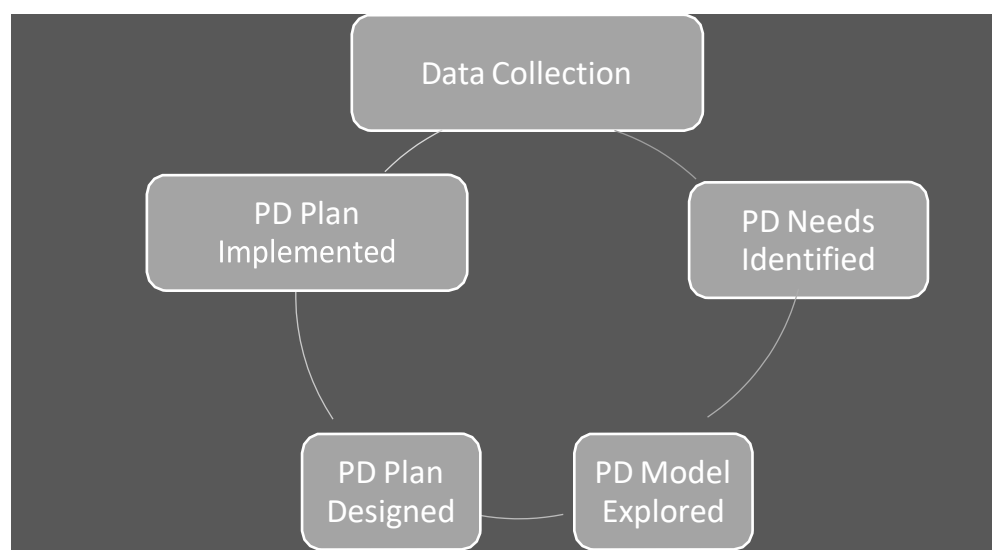 Data Collection
PD Needs
Identified
PD Model
Explored
PD Plan
Designed
PD Plan
Implemented